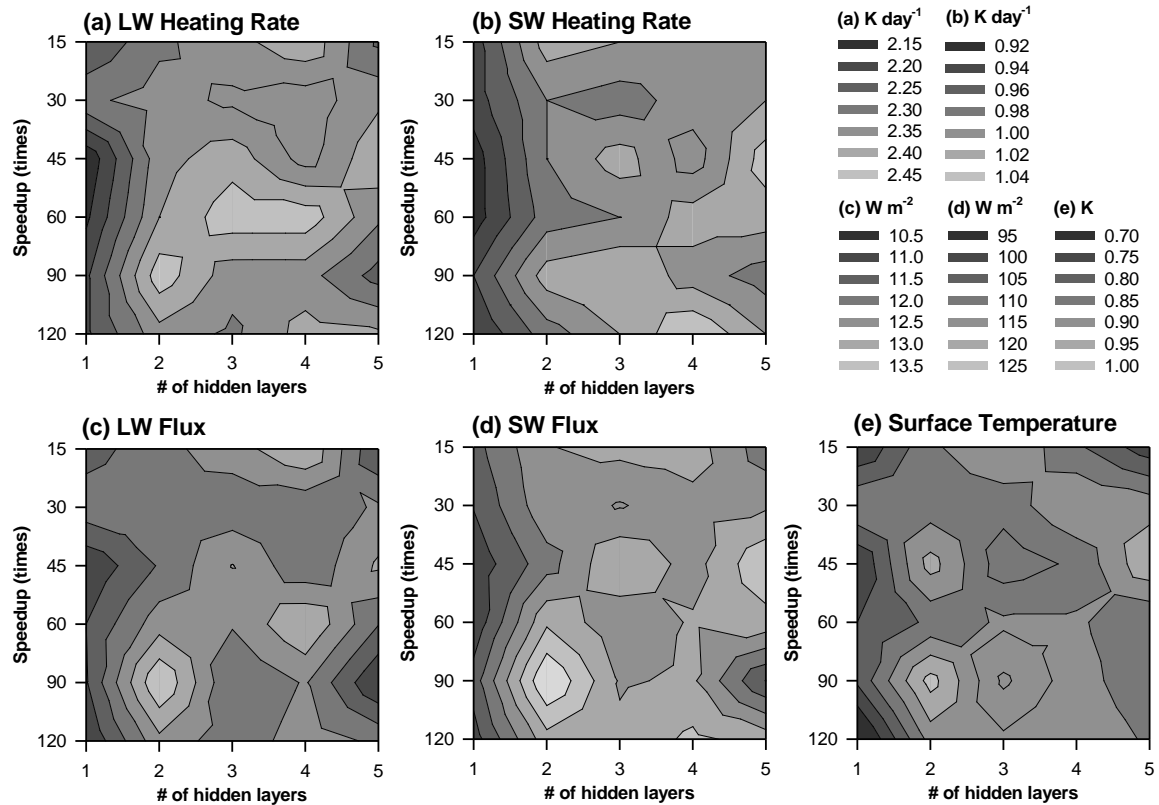 (a) LW Heating Rate
15
30
45
60
90
120
Speedup (times)
1 2 3 4 5
# of hidden layers
(b) SW Heating Rate
15
30
45
60
90
120
Speedup (times)
1 2 3 4 5
# of hidden layers
(a) K day⁻¹
2.15
2.20
2.25
2.30
2.35
2.40
2.45
(b) K day⁻¹
0.92
0.94
0.96
0.98
1.00
1.02
1.04
(c) W m⁻²
10.5
11.0
11.5
12.0
12.5
13.0
13.5
(d) W m⁻²
95
100
105
110
115
120
125
(e) K
0.70
0.75
0.80
0.85
0.90
0.95
1.00
(c) LW Flux
15
30
45
60
90
120
Speedup (times)
1 2 3 4 5
# of hidden layers
(d) SW Flux
15
30
45
60
90
120
Speedup (times)
1 2 3 4 5
# of hidden layers
(e) Surface Temperature
15
30
45
60
90
120
Speedup (times)
1 2 3 4 5
# of hidden layers